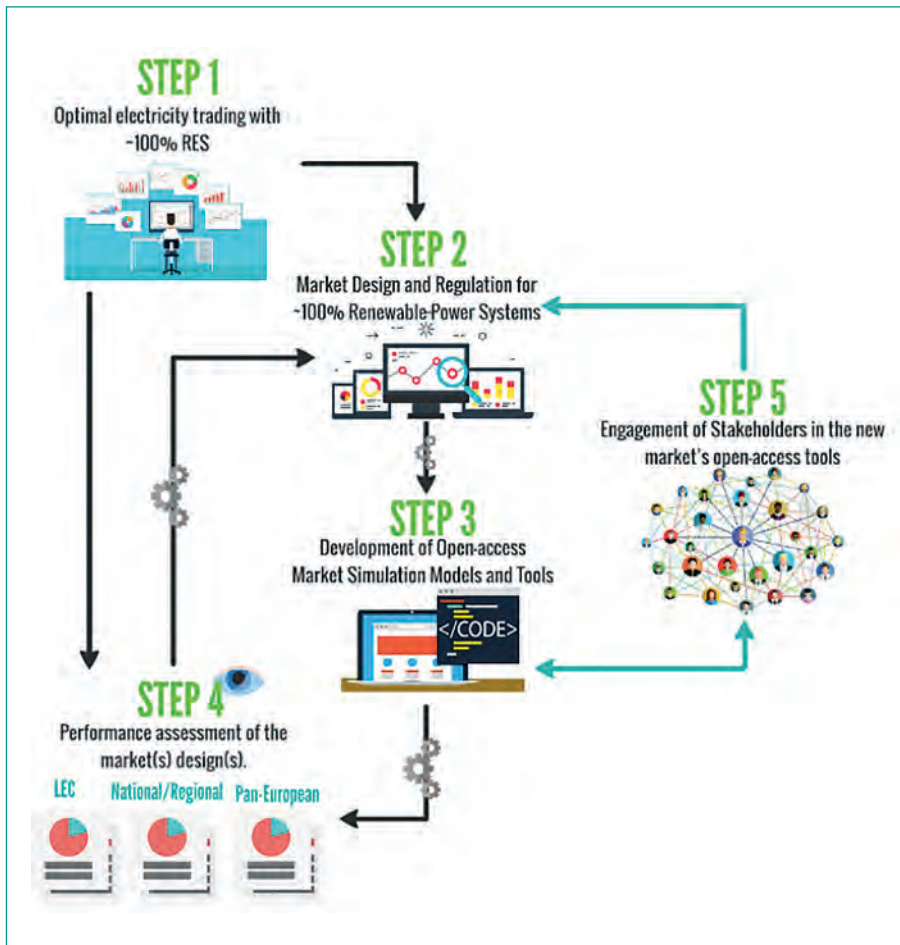 STEP 1
Optimal electricity trading with
~100% RES
STEP 2
Market Design and Regulation for
~100% Renewable Power Systems
STEP 5
Engagement of Stakeholders in the new
market's open-access tools
STEP 3
Development of Open-access
Market Simulation Models and Tools
</CODE>
STEP 4
Performance assessment of the
market(s) design(s).
LEC National/Regional Pan-European